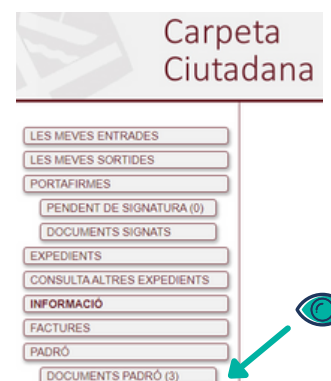 Carpeta
Ciutadana
LES MEVES ENTRADES
LES MEVES SORTIDES
PORTAFIRMES
PENDENT DE SIGNATURA (0)
DOCUMENTS SIGNATS
EXPEDIENTS
CONSULTA ALTRES EXPEDIENTS
INFORMACIÓ
FACTURES
PADRÓ
DOCUMENTS PADRÓ (3)